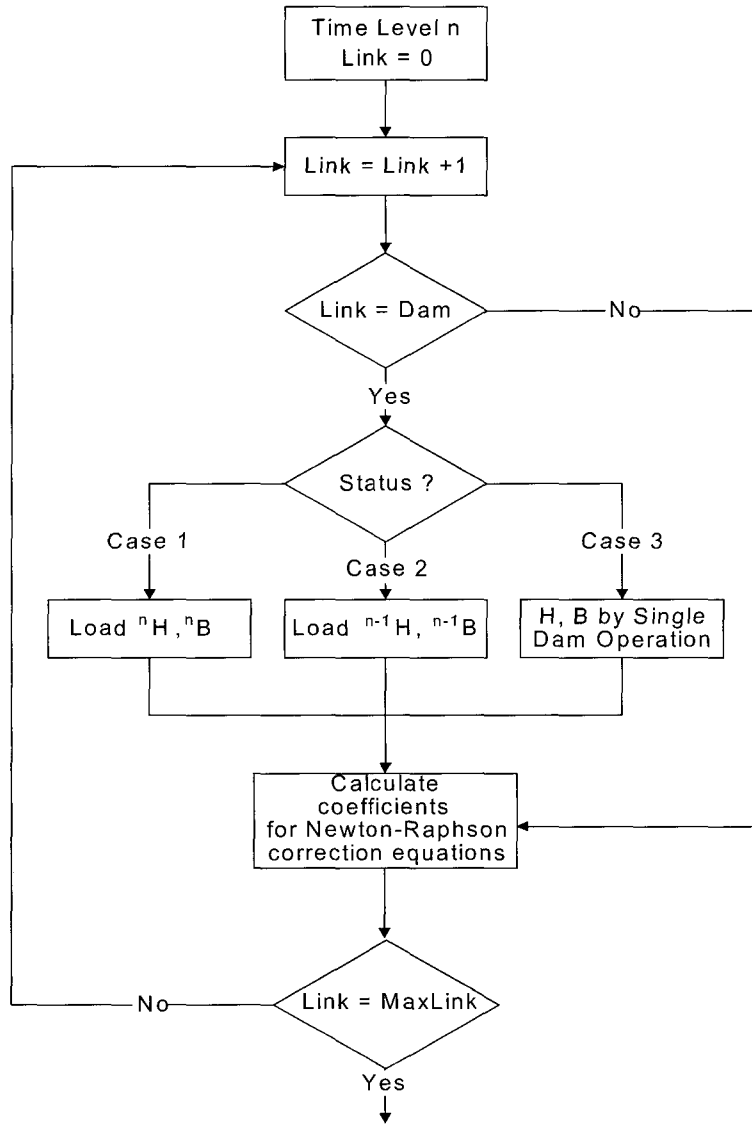 Time Level n
Link = 0
Link = Link +1
Link = Dam
No
Yes
Status ?
Case 1
Case 2
Case 3
Load ⁿH ,ⁿB
Load ⁿ⁻¹H, ⁿ⁻¹B
H, B by Single
Dam Operation
Calculate
coefficients
for Newton-Raphson
correction equations
Link = MaxLink
No
Yes